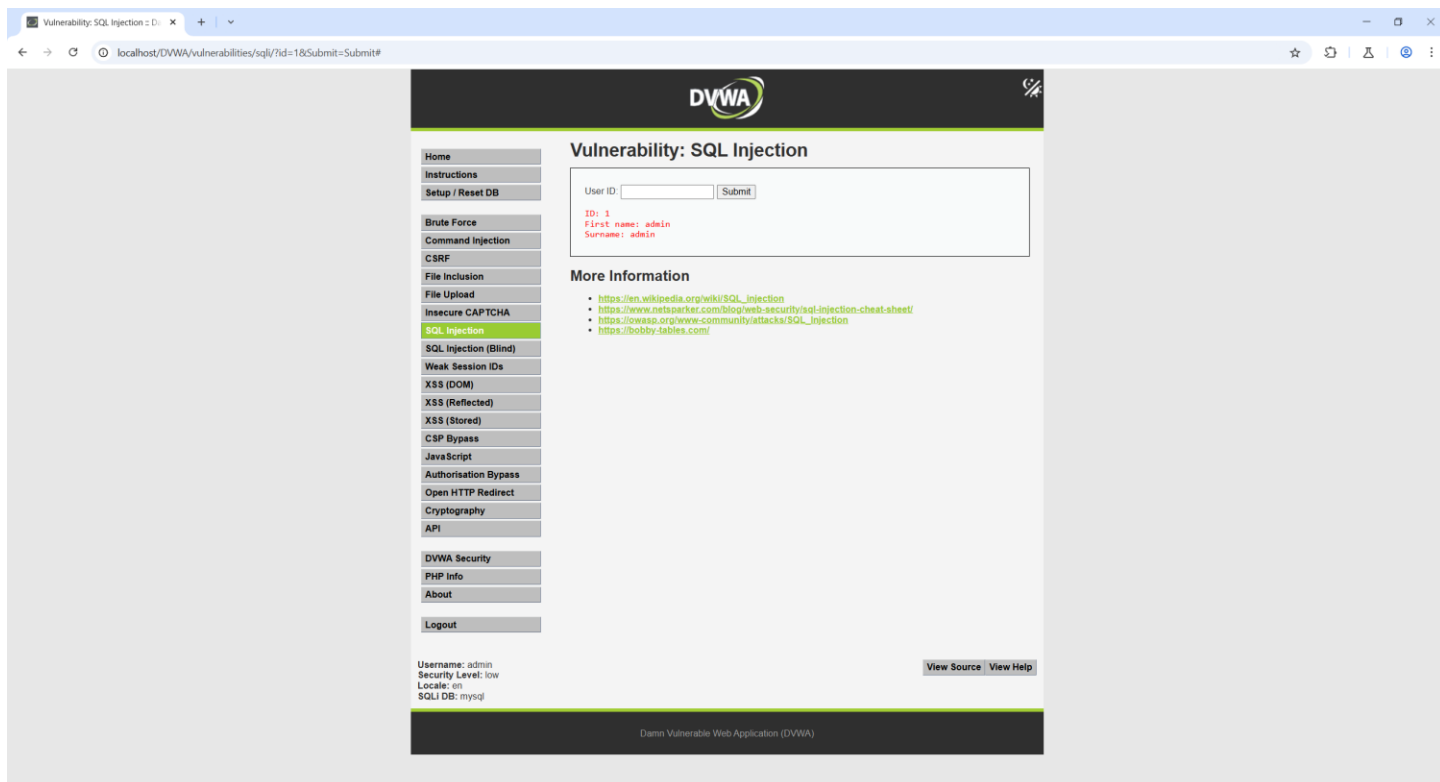 Vulnerability: SQL Injection :: Da
localhost/DVWA/vulnerabilities/sqli/?id=1&Submit=Submit#
DVWA
Home
Instructions
Setup / Reset DB
Brute Force
Command Injection
CSRF
File Inclusion
File Upload
Insecure CAPTCHA
SQL Injection
SQL Injection (Blind)
Weak Session IDs
XSS (DOM)
XSS (Reflected)
XSS (Stored)
CSP Bypass
JavaScript
Authorisation Bypass
Open HTTP Redirect
Cryptography
API
DVWA Security
PHP Info
About
Logout
Vulnerability: SQL Injection
User ID: Submit
ID: 1
First name: admin
Surname: admin
More Information
https://en.wikipedia.org/wiki/SQL_injection
https://www.netsparker.com/blog/web-security/sql-injection-cheat-sheet/
https://owasp.org/www-community/attacks/SQL_Injection
https://bobby-tables.com/
Username: admin
Security Level: low
Locale: en
SQLi DB: mysql
View Source View Help
Damn Vulnerable Web Application (DVWA)